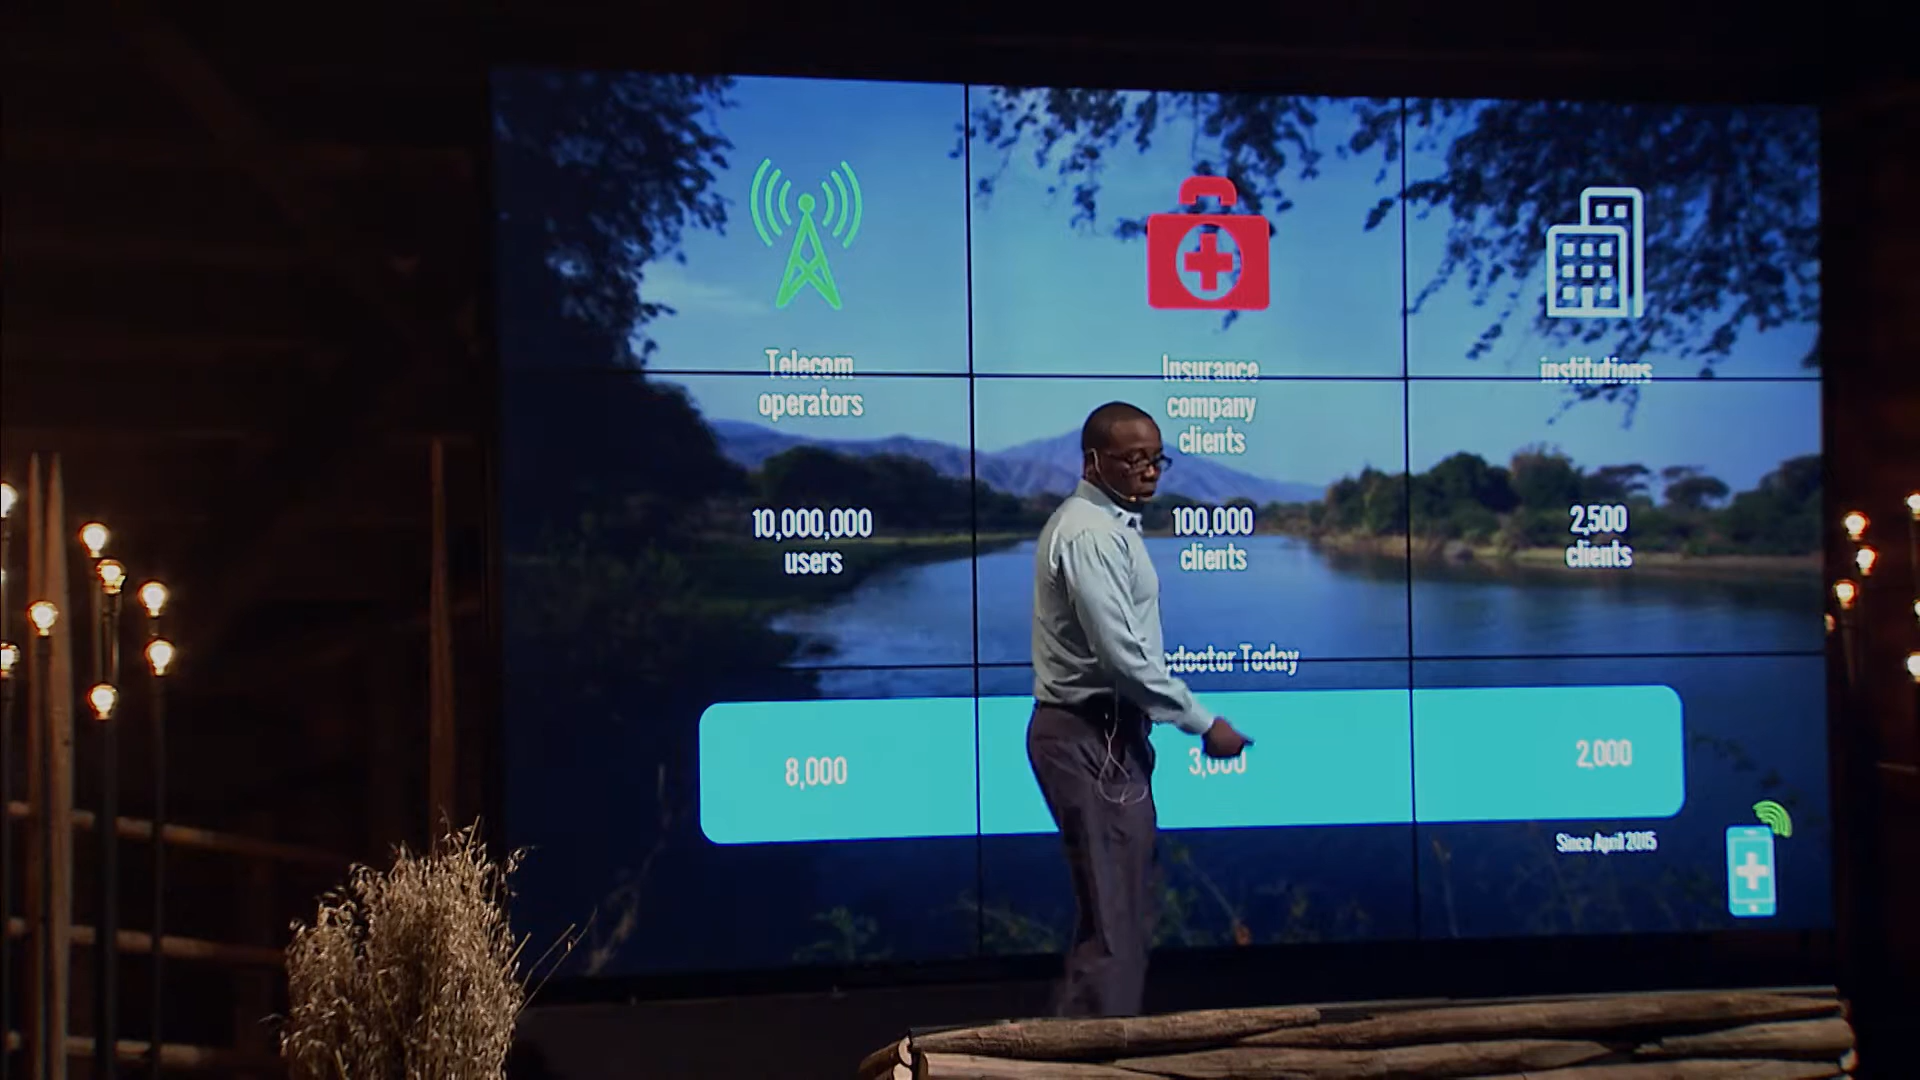 Telecom
operators
Insurance
company
clients
institutions
10,000,000
users
100,000
clients
2,500
clients
Today
8,000
3,000
2,000
Since April 2015